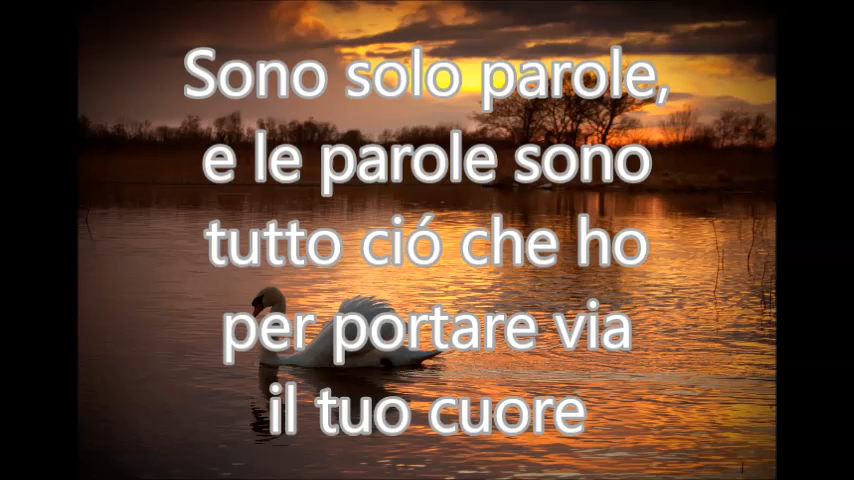 Sono solo parole,
e le parole sono
tutto ció che ho
per portare via
il tuo cuore